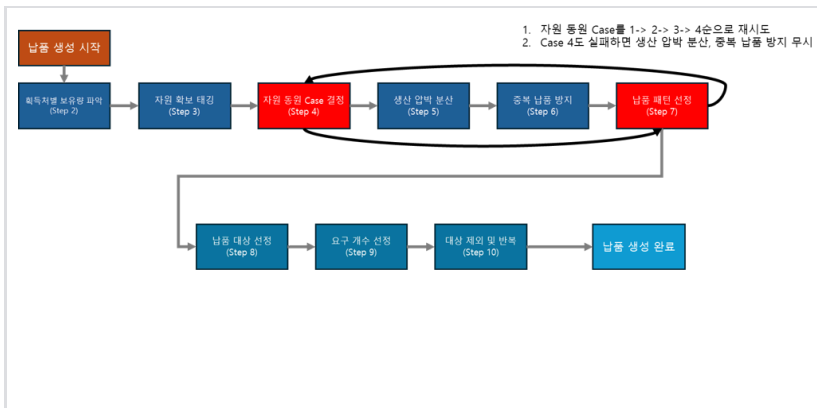 1. 자원 동원 Case를 1-> 2-> 3-> 4순으로 재시도
2. Case 4도 실패하면 생산 압박 분산, 중복 납품 방지 무시
납품 생성 시작
획득처별 보유량 파악
(Step 2)
자원 확보 태깅
(Step 3)
자원 동원 Case 결정
(Step 4)
생산 압박 분산
(Step 5)
중복 납품 방지
(Step 6)
납품 패턴 선정
(Step 7)
납품 대상 선정
(Step 8)
요구 개수 선정
(Step 9)
대상 제외 및 반복
(Step 10)
납품 생성 완료